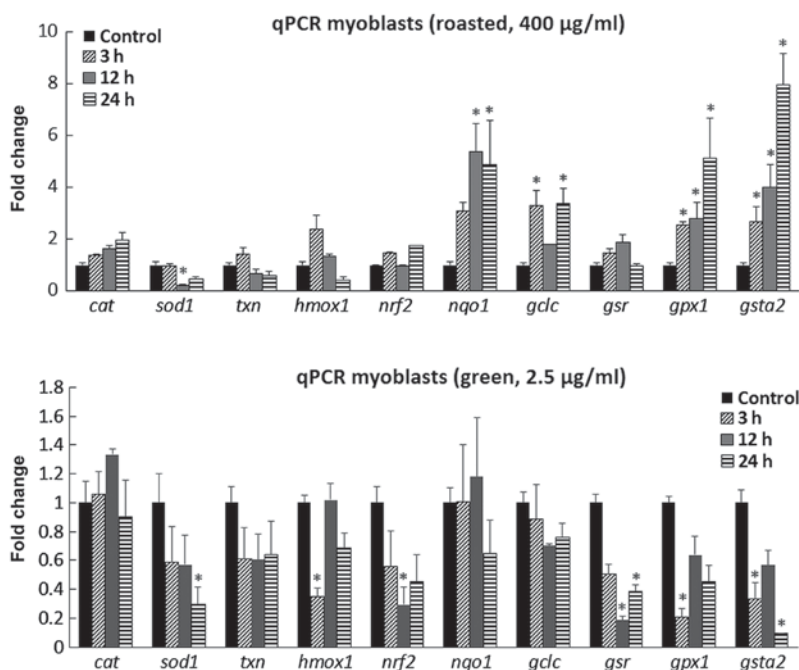 qPCR myoblasts (roasted, 400 µg/ml)
Fold change
10
8
6
4
2
0
Control
3 h
12 h
24 h
* * * * * * * * * * *
cat sod1 txn hmox1 nrf2 nqo1 gclc gsr gpx1 gsta2
qPCR myoblasts (green, 2.5 µg/ml)
Fold change
1.8
1.6
1.4
1.2
1
0.8
0.6
0.4
0.2
0
Control
3 h
12 h
24 h
* * * * * * * *
cat sod1 txn hmox1 nrf2 nqo1 gclc gsr gpx1 gsta2